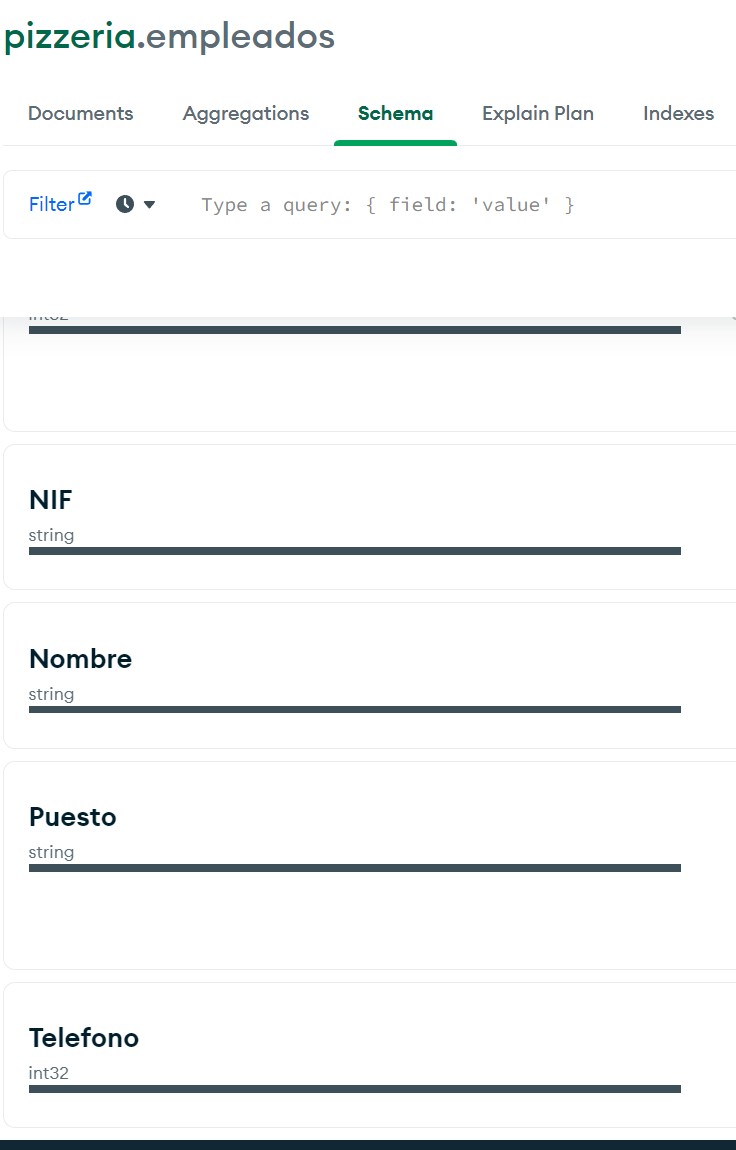 pizzeria.empleados
Documents Aggregations Schema Explain Plan Indexes
Filter Type a query: { field: 'value' }
int32
NIF
string
Nombre
string
Puesto
string
Telefono
int32